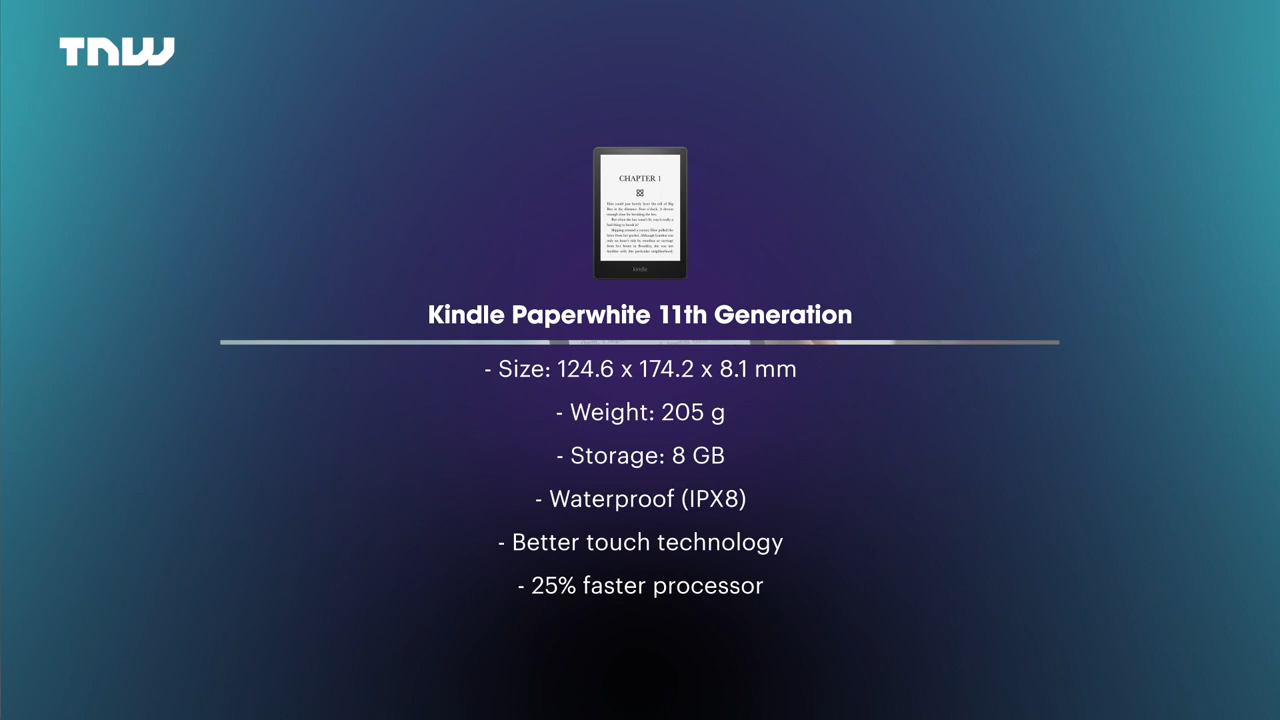 TNW
CHAPTER 1
kindle
Kindle Paperwhite 11th Generation
- Size: 124.6 x 174.2 x 8.1 mm
- Weight: 205 g
- Storage: 8 GB
- Waterproof (IPX8)
- Better touch technology
- 25% faster processor